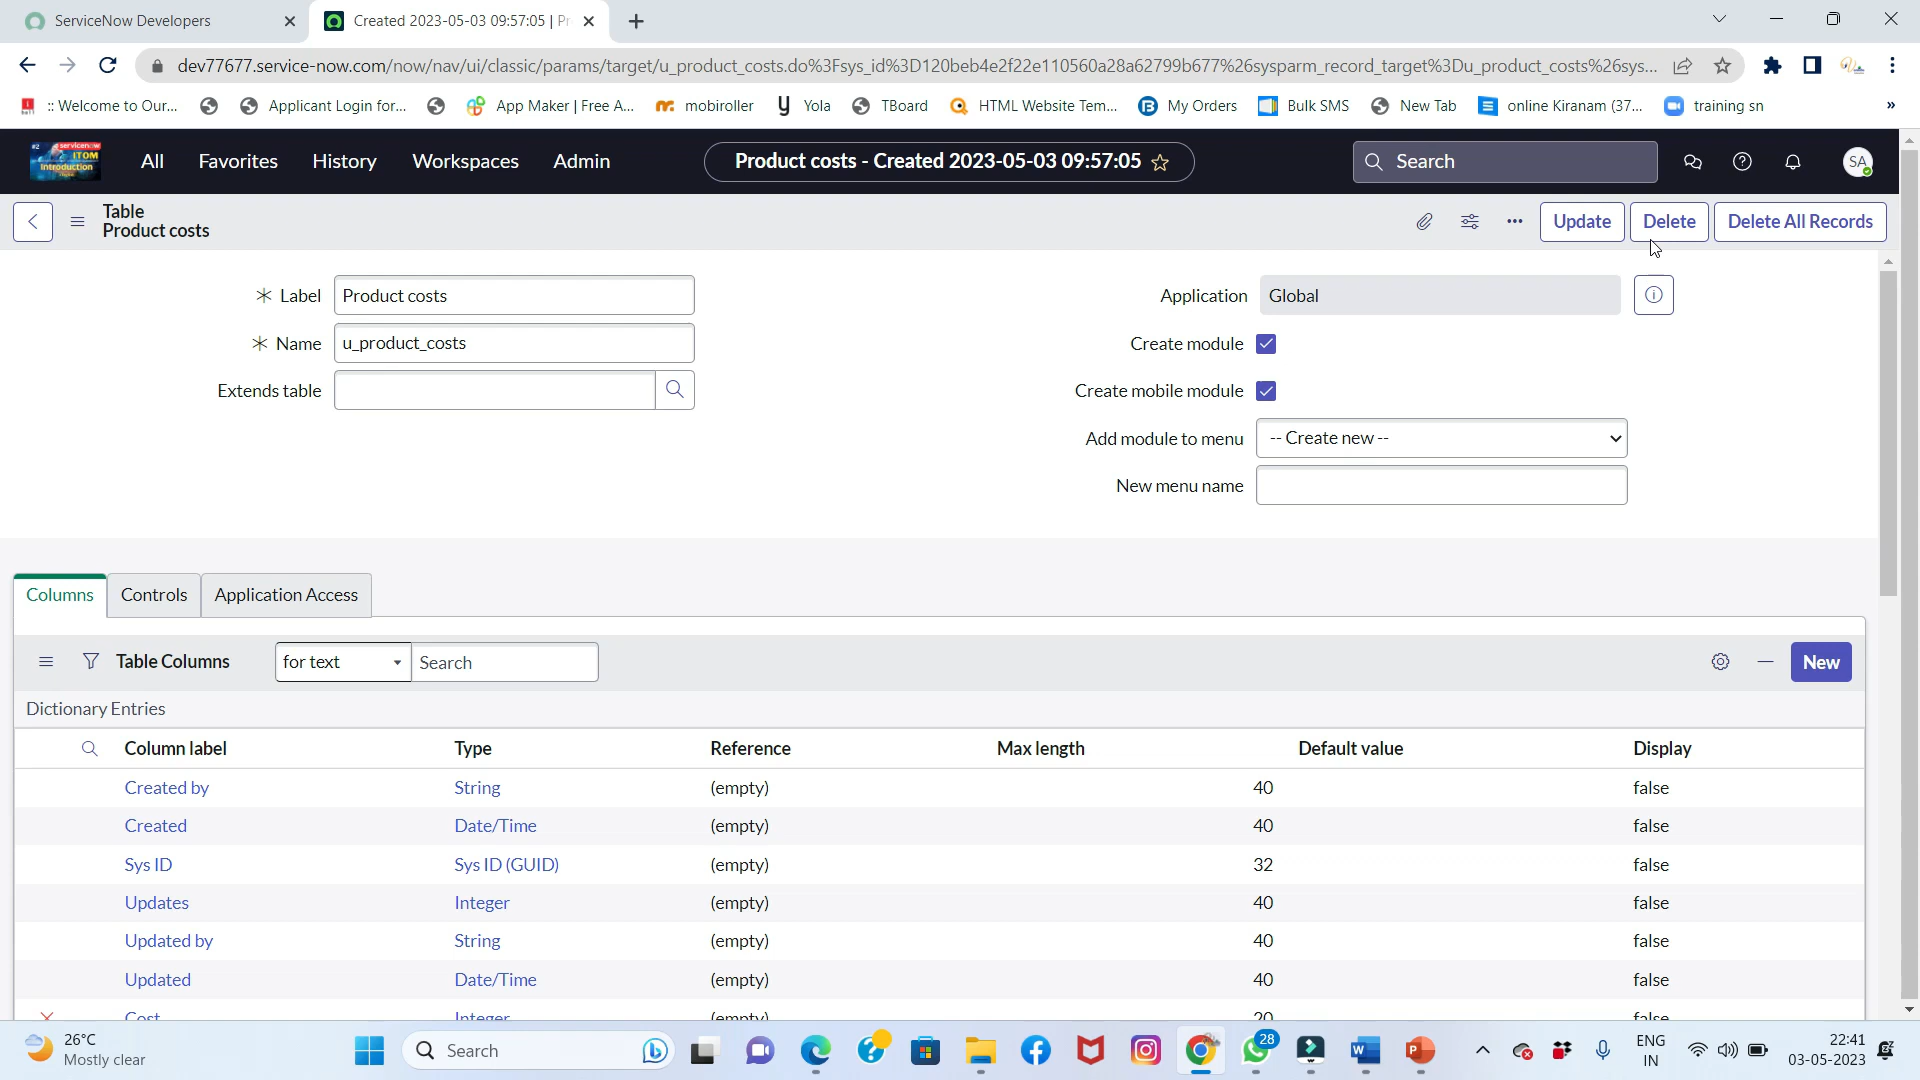 ServiceNow Developers
Created 2023-05-03 09:57:05 | Pr
dev77677.service-now.com/now/nav/ui/classic/params/target/u_product_costs.do%3Fsys_id%3D120beb4e2f22e110560a28a62799b677%26sysparm_record_target%3Du_product_costs%26sys...
:: Welcome to Our...
Applicant Login for...
App Maker | Free A...
mobiroller
Yola
TBoard
HTML Website Tem...
My Orders
Bulk SMS
New Tab
online Kiranam (37...
training sn
»
#2 servicenow
ITOM
Introduction
All
Favorites
History
Workspaces
Admin
Product costs - Created 2023-05-03 09:57:05
Search
SA
Table
Product costs
Update
Delete
Delete All Records
Label
Product costs
Application
Global
Name
u_product_costs
Create module
Extends table
Create mobile module
Add module to menu
-- Create new --
New menu name
Columns
Controls
Application Access
Table Columns
for text
Search
New
Dictionary Entries
Column label Type Reference Max length Default value Display
Created by String (empty) 40 false
Created Date/Time (empty) 40 false
Sys ID Sys ID (GUID) (empty) 32 false
Updates Integer (empty) 40 false
Updated by String (empty) 40 false
Updated Date/Time (empty) 40 false
Cost Integer (empty) 20 false
26°C
Mostly clear
Search
28
ENG
IN
22:41
03-05-2023